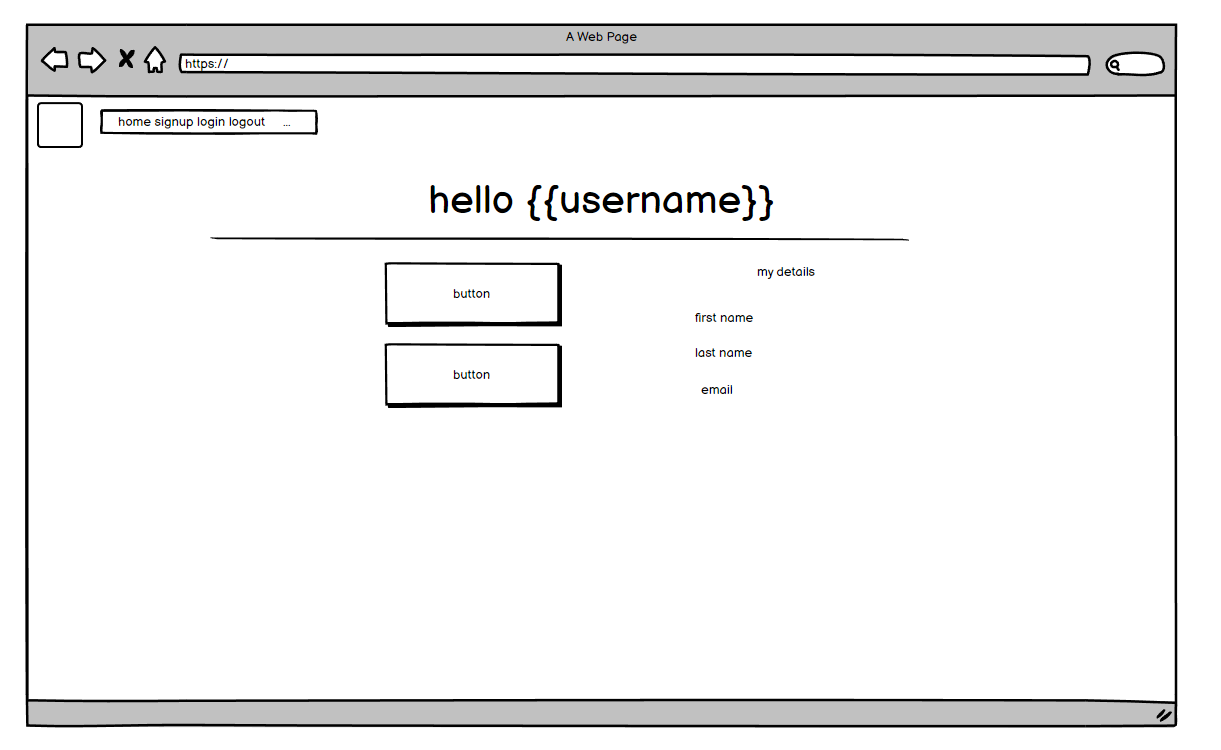 A Web Page
https://
home signup login logout ...
hello {{username}}
button
my details
first name
last name
button
email